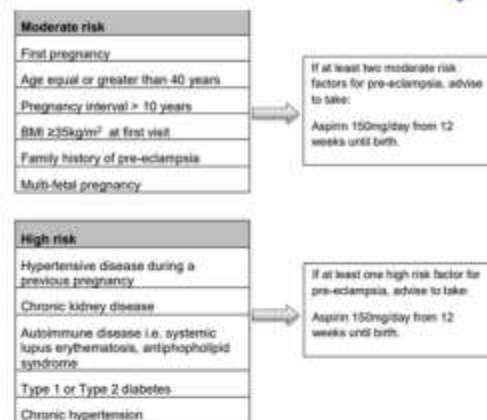 Moderate risk
First pregnancy
Age equal or greater than 40 years
Pregnancy interval > 10 years
BMI ≥35kg/m² at first visit
Family history of pre-eclampsia
Multi-fetal pregnancy
If at least two moderate risk
factors for pre-eclampsia, advise
to take:
Aspirin 150mg/day from 12
weeks until birth.
High risk
Hypertensive disease during a
previous pregnancy
Chronic kidney disease
Autoimmune disease i.e. systemic
lupus erythematosis, antiphopholipid
syndrome
Type 1 or Type 2 diabetes
Chronic hypertension
If at least one high risk factor for
pre-eclampsia, advise to take:
Aspirin 150mg/day from 12
weeks until birth.